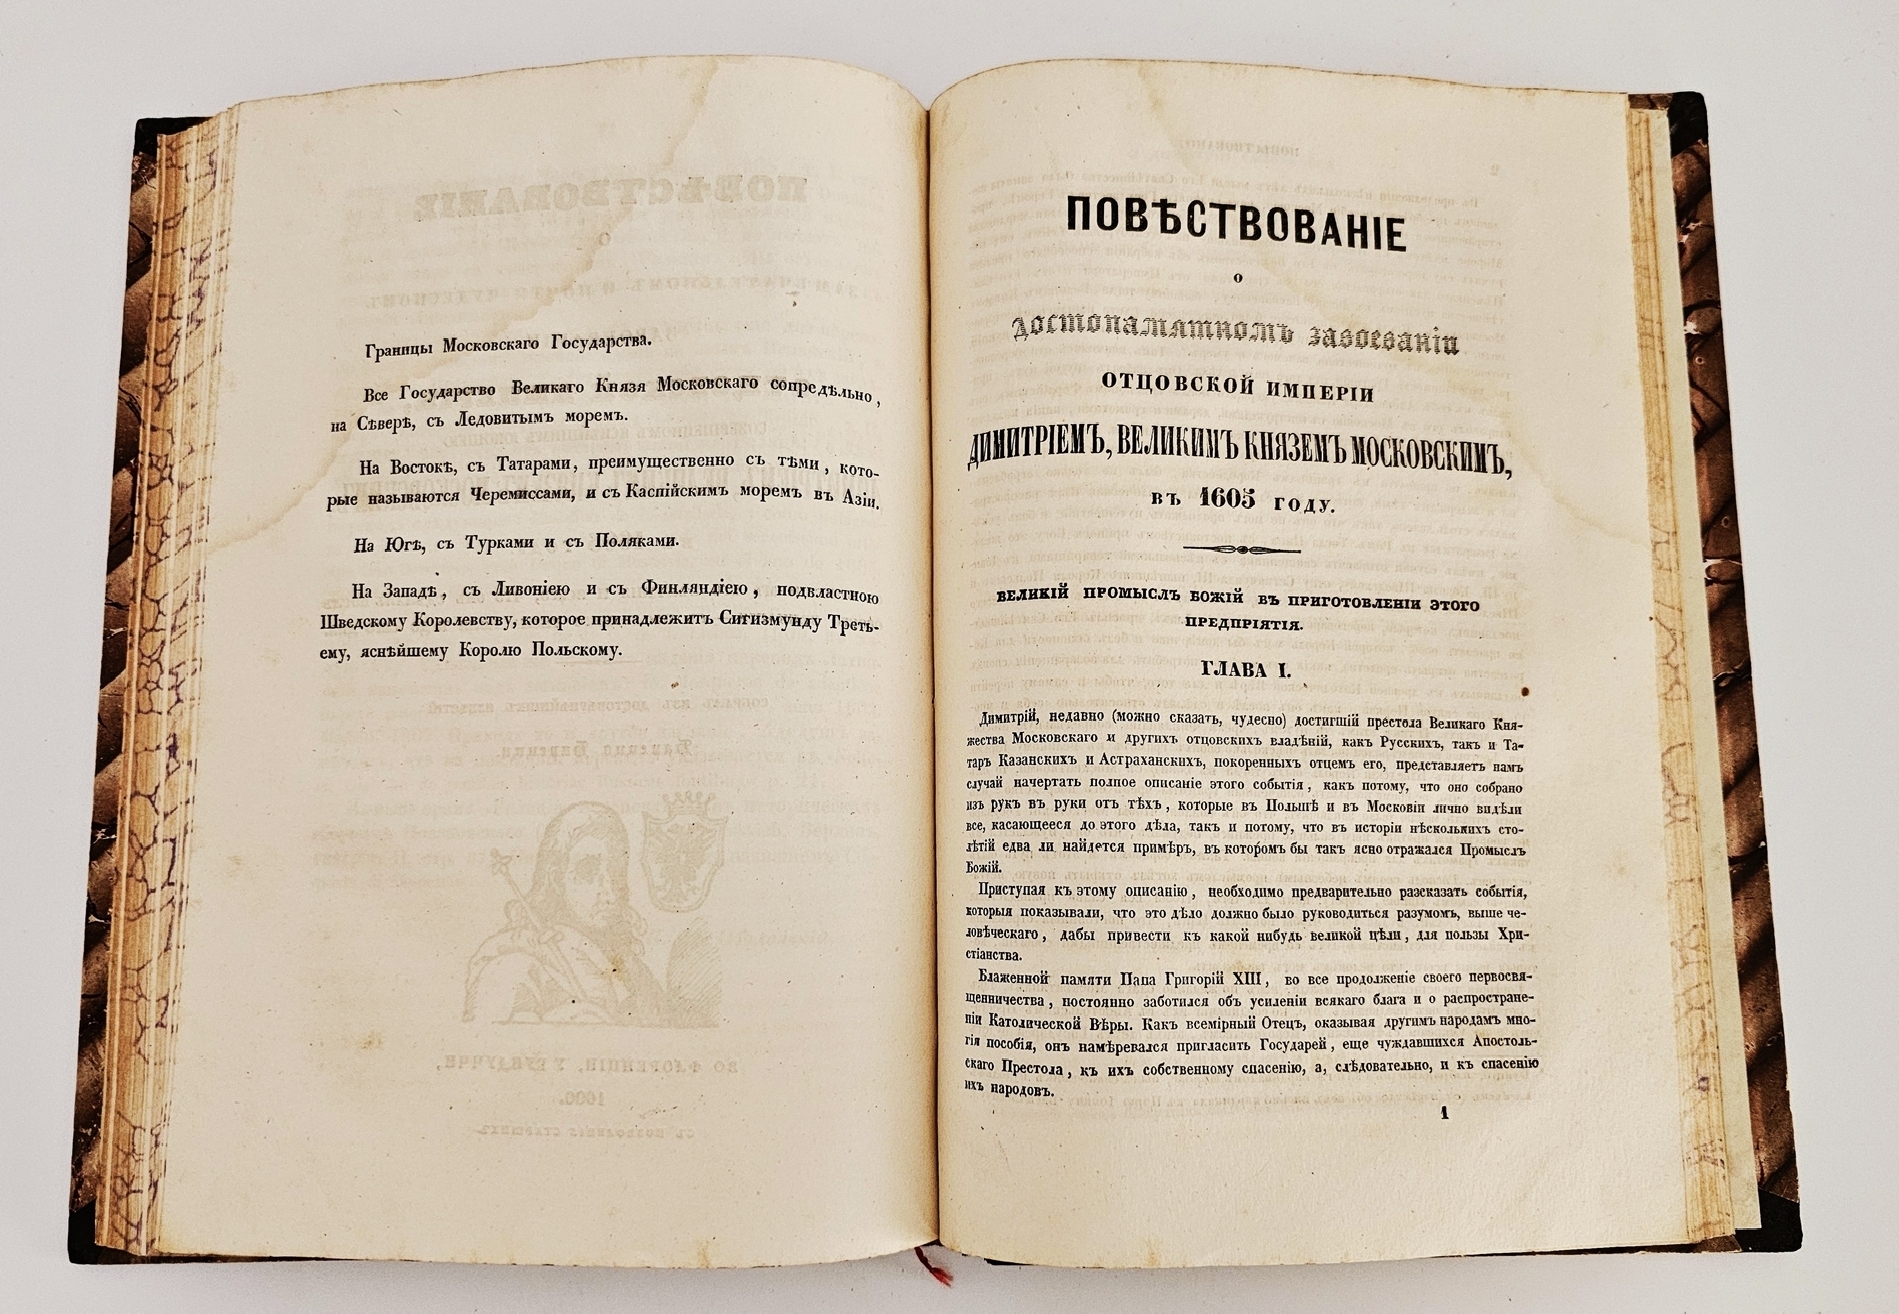 Границы Московскаго Государства.
Все Государство Великаго Князя Московскаго сопредѣльно,
на Сѣверѣ, съ Ледовитымъ моремъ.
На Востокѣ, съ Татарами, преимущественно съ тѣми, кото-
рые называются Черемиссами, и съ Каспійскимъ моремъ въ Азіи.
На Югѣ, съ Турками и съ Поляками.
На Западѣ, съ Ливоніею и съ Финляндіею, подвластною
Шведскому Королевству, которое принадлежитъ Сигизмунду Треть-
ему, яснѣйшему Королю Польскому.
ПОВѢСТВОВАНІЕ
о
достопамятномъ завоеваніи
ОТЦОВСКОЙ ИМПЕРІИ
ДИМИТРІЕМЪ, ВЕЛИКИМЪ КНЯЗЕМЪ МОСКОВСКИМЪ,
въ 1605 году.
ВЕЛИКІЙ ПРОМЫСЛЪ БОЖІЙ ВЪ ПРИГОТОВЛЕНІИ ЭТОГО
ПРЕДПРІЯТІЯ.
ГЛАВА I.
Димитрій, недавно (можно сказать, чудесно) достигшій престола Великаго Кня-
жества Московскаго и другихъ отцовскихъ владѣній, какъ Русскихъ, такъ и Та-
таръ Казанскихъ и Астраханскихъ, покоренныхъ отцемъ его, представляетъ намъ
случай начертать полное описаніе этого событія, какъ потому, что оно собрано
изъ рукъ въ руки отъ тѣхъ, которые въ Польшѣ и въ Московіи лично видѣли
все, касающееся до этого дѣла, такъ и потому, что въ исторіи нѣсколькихъ сто-
лѣтій едва ли найдется примѣръ, въ которомъ бы такъ ясно отражался Промыслъ
Божій.
Приступая къ этому описанію, необходимо предварительно разсказать событія,
которыя показывали, что это дѣло должно было руководиться разумомъ, выше че-
ловѣческаго, дабы привести къ какой нибудь великой цѣли, для пользы Хри-
стіанства.
Блаженной памяти Папа Григорій XIII, во все продолженіе своего первосвя-
щенничества, постоянно заботился объ усиленіи всякаго блага и о распростране-
ніи Католической Вѣры. Какъ всемірный Отецъ, оказывая другимъ народамъ мно-
гія пособія, онъ намѣревался пригласить Государей, еще чуждавшихся Апостоль-
скаго Престола, къ ихъ собственному спасенію, а, слѣдовательно, и къ спасенію
ихъ народовъ.
1